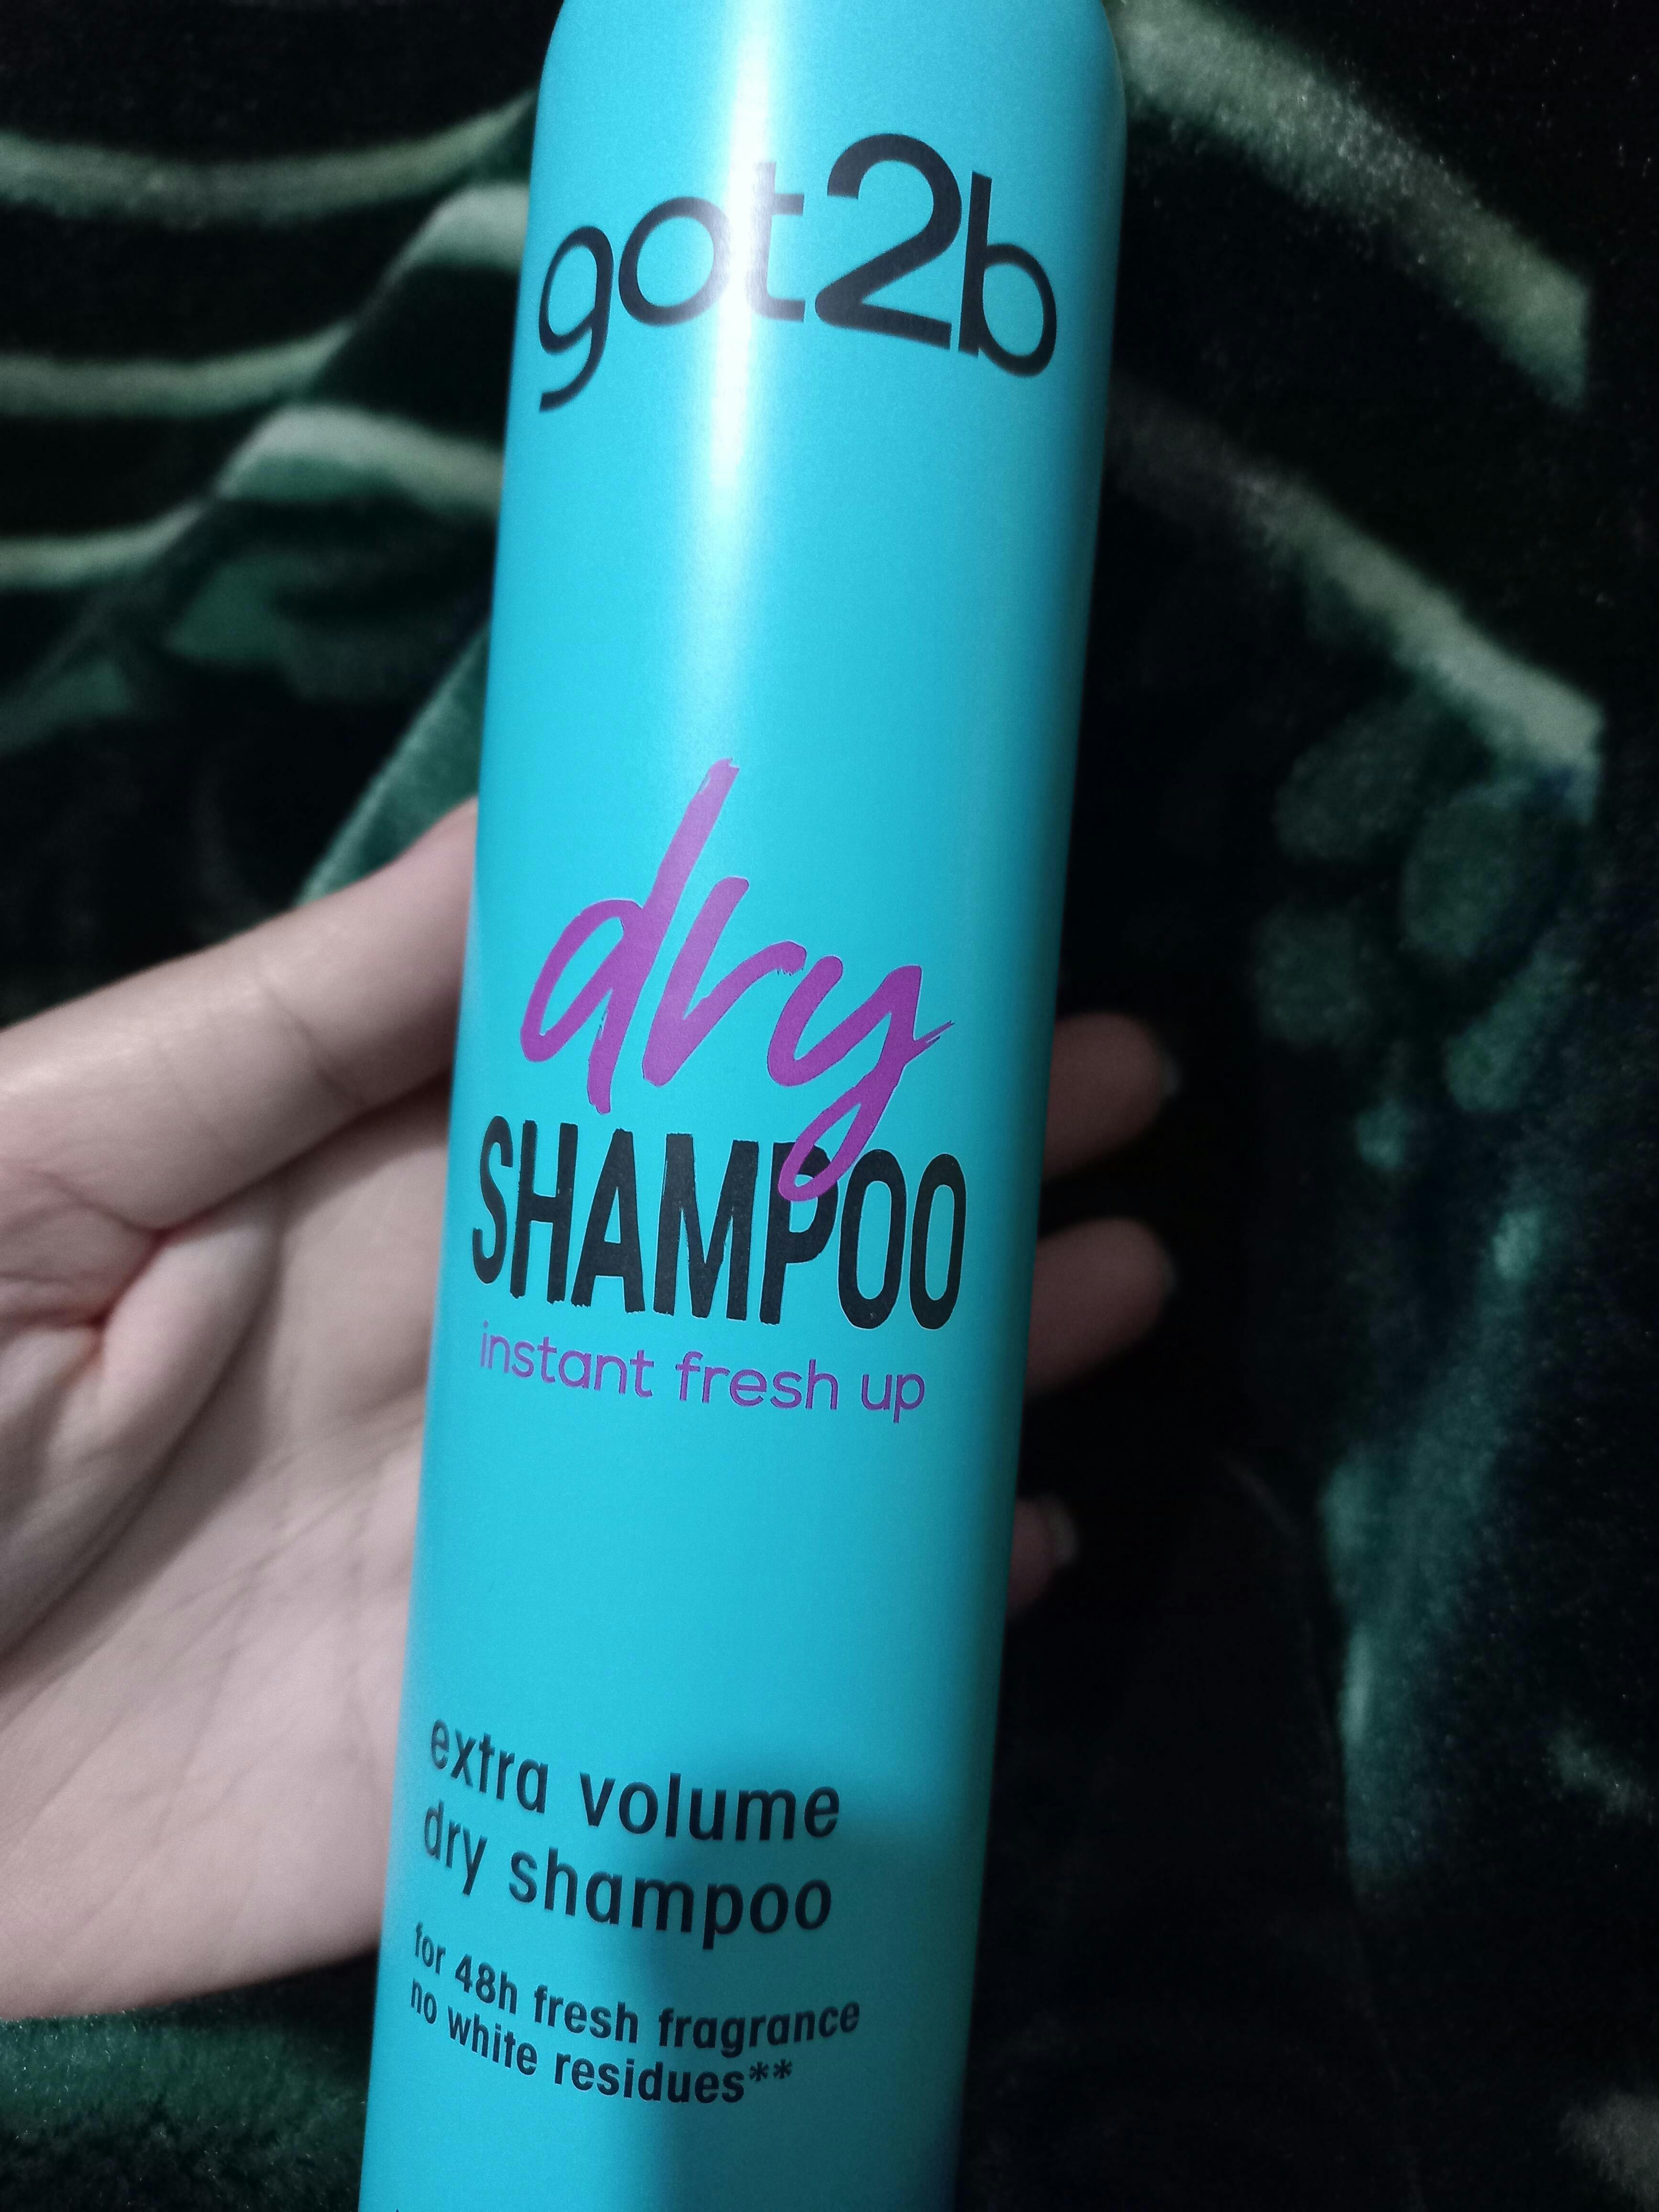 got2b
dry
SHAMPOO
instant fresh up
extra volume
dry shampoo
for 48h fresh fragrance
no white residues**